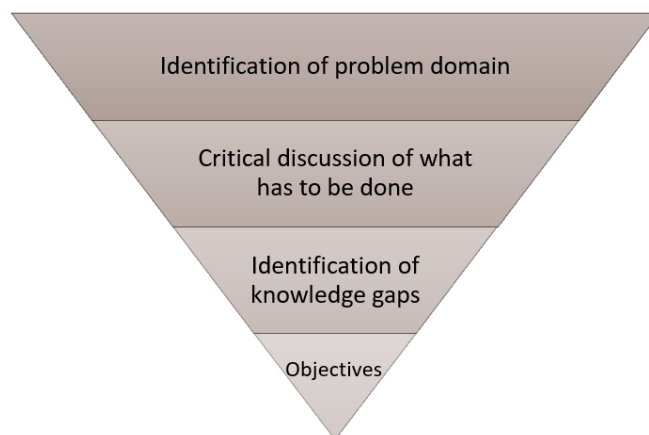 Identification of problem domain
Critical discussion of what
has to be done
Identification of
knowledge gaps
Objectives